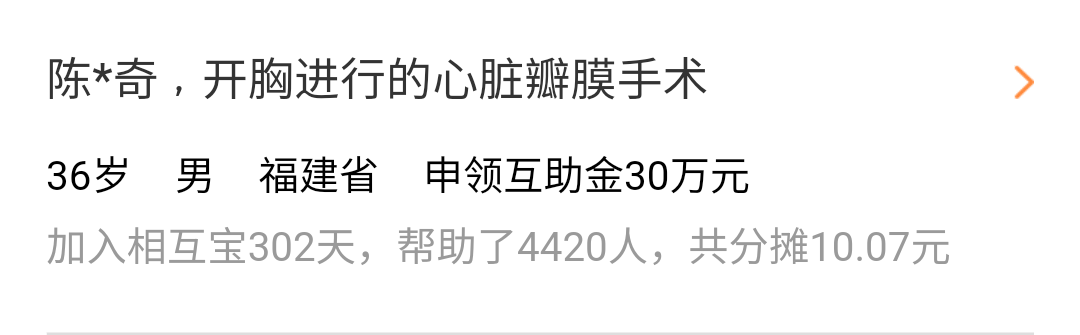 陈*奇，开胸进行的心脏瓣膜手术
36岁 男 福建省 申领互助金30万元
加入相互宝302天，帮助了4420人，共分摊10.07元